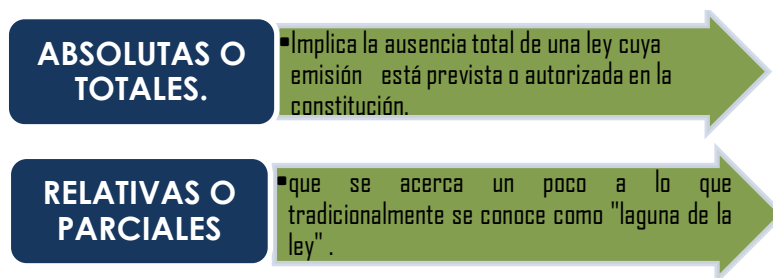 ABSOLUTAS O
TOTALES.
▪Implica la ausencia total de una ley cuya
emisión está prevista o autorizada en la
constitución.
RELATIVAS O
PARCIALES
▪que se acerca un poco a lo que
tradicionalmente se conoce como "laguna de la
ley" .